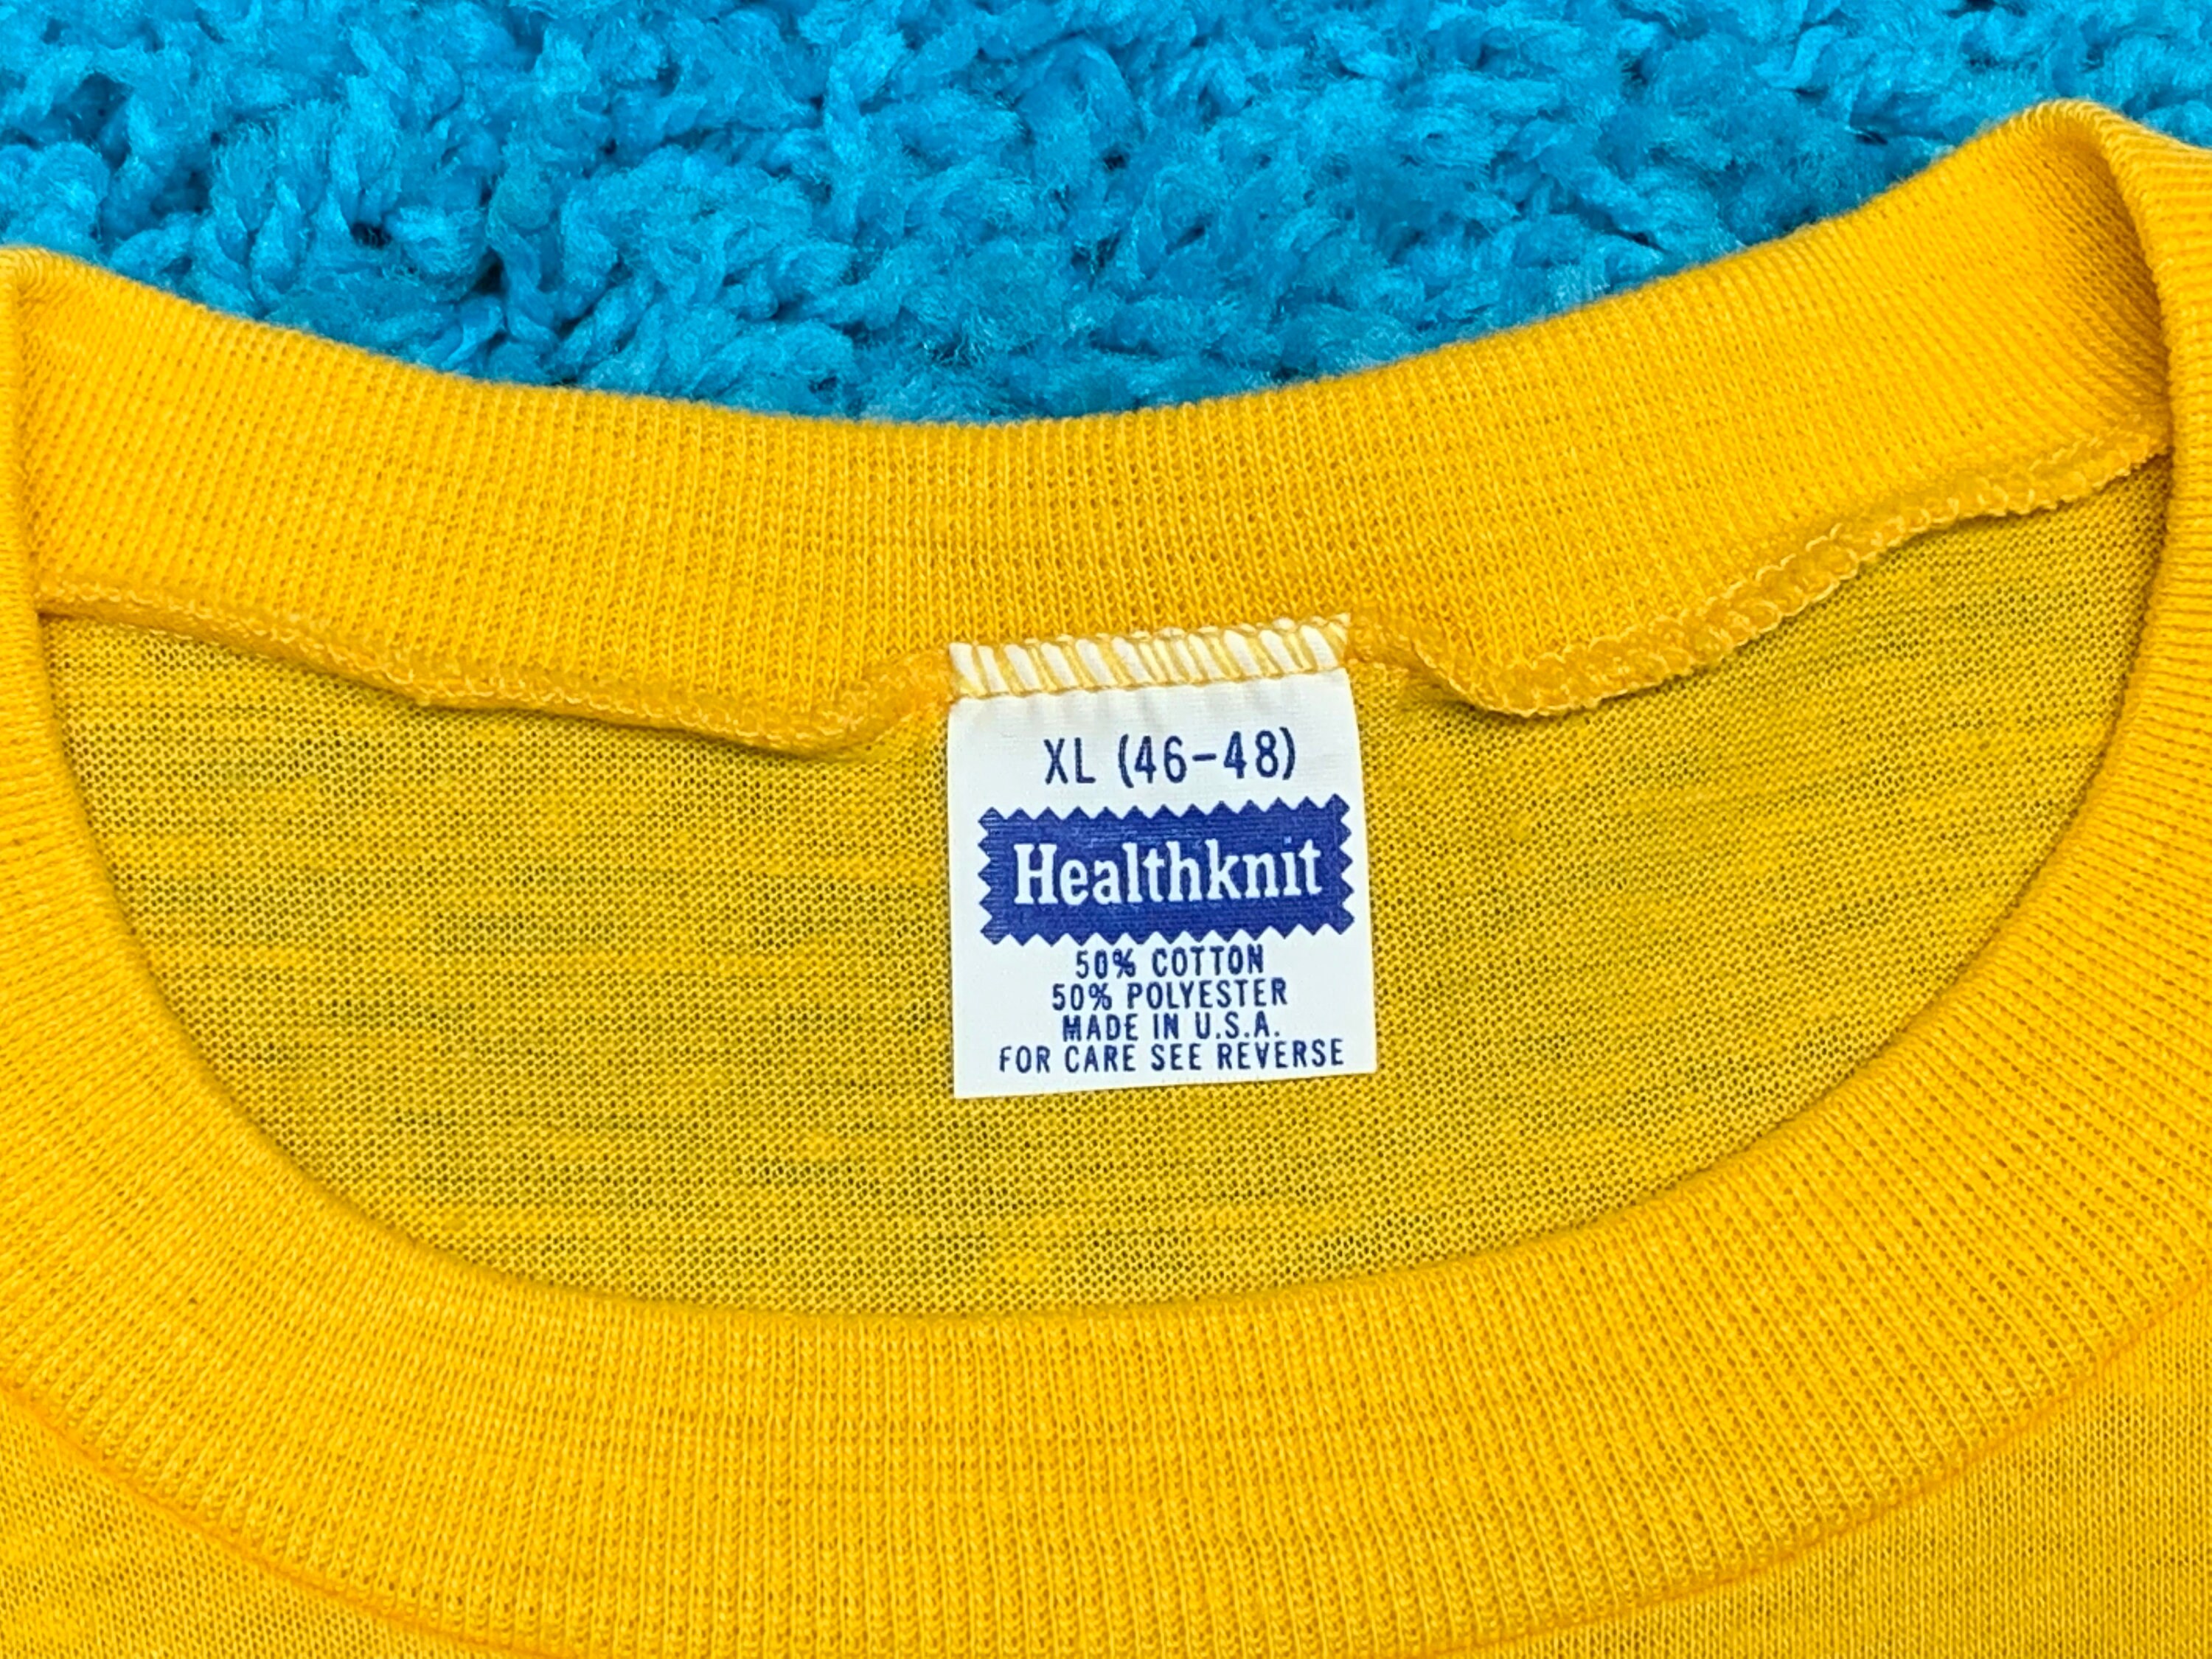 XL (46-48)
Healthknit
50% COTTON
50% POLYESTER
MADE IN U.S.A.
FOR CARE SEE REVERSE